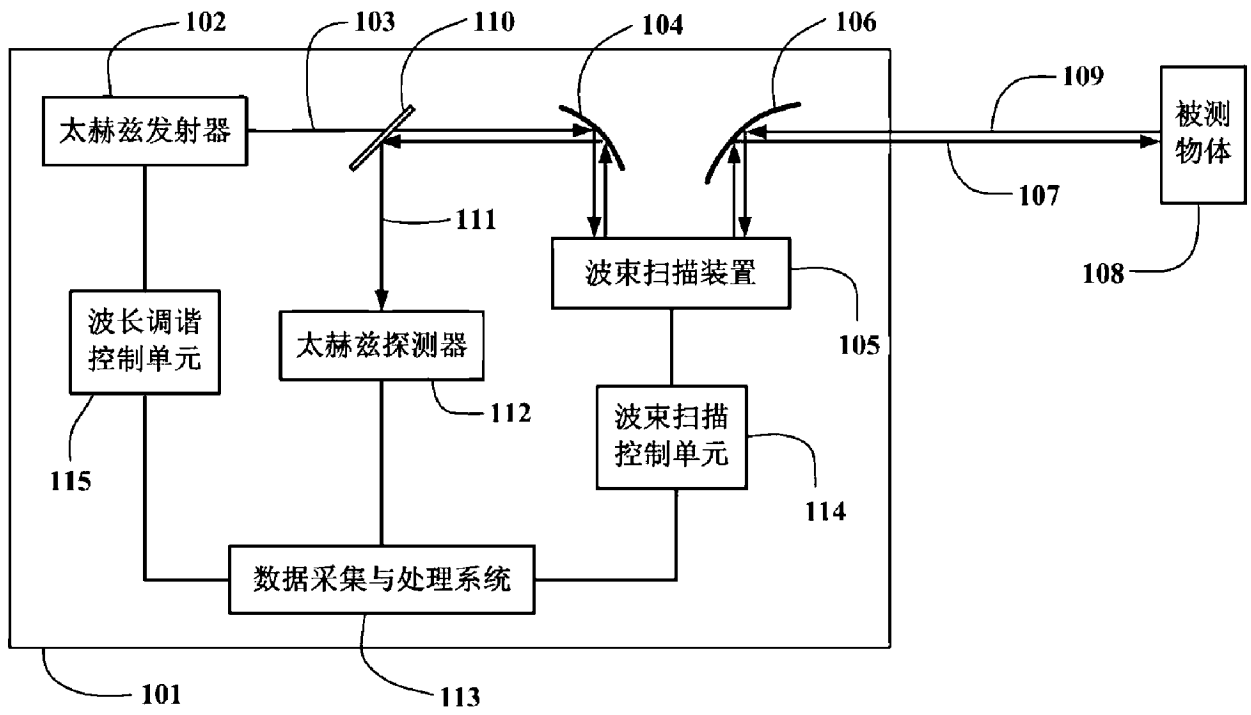 102
103
110
104
106
109
太赫兹发射器
被测
物体
107
111
108
波束扫描装置
波长调谐
控制单元
太赫兹探测器
105
112
波束扫描
控制单元
115
114
数据采集与处理系统
101
113